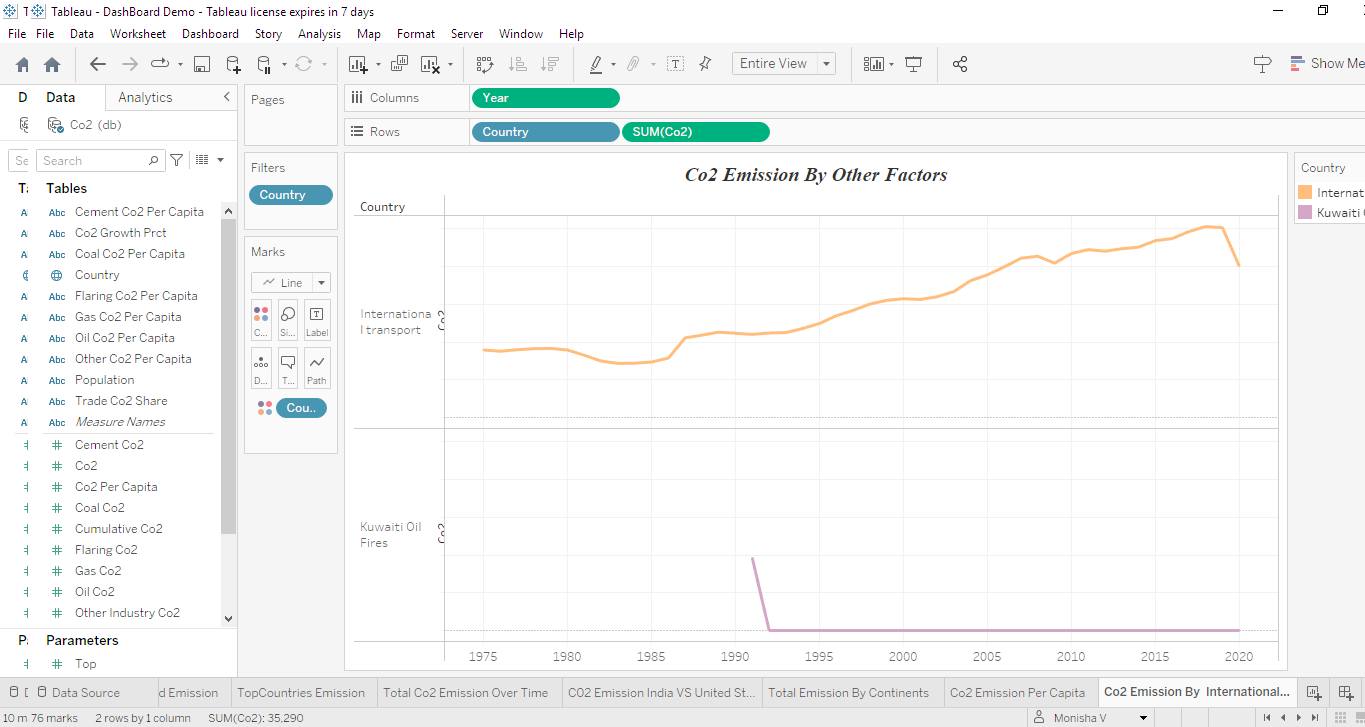 Tableau - DashBoard Demo - Tableau license expires in 7 days
File File Data Worksheet Dashboard Story Analysis Map Format Server Window Help
Entire View
Show Me
D Data Analytics
Co2 (db)
Se Search
Tables
Abc Cement Co2 Per Capita
Abc Co2 Growth Prct
Abc Coal Co2 Per Capita
Country
Abc Flaring Co2 Per Capita
Abc Gas Co2 Per Capita
Abc Oil Co2 Per Capita
Abc Other Co2 Per Capita
Abc Population
Abc Trade Co2 Share
Abc Measure Names
# Cement Co2
# Co2
# Co2 Per Capita
# Coal Co2
# Cumulative Co2
# Flaring Co2
# Gas Co2
# Oil Co2
# Other Industry Co2
Parameters
# Top
Pages
Filters
Country
Marks
Line
C... Si... Label
D... T... Path
Cou..
Columns Year
Rows Country SUM(Co2)
Co2 Emission By Other Factors
Country
Internationa
l transport
Co2
Kuwaiti Oil
Fires
Co2
1975 1980 1985 1990 1995 2000 2005 2010 2015 2020
Country
Internat
Kuwaiti
Data Source d Emission TopCountries Emission Total Co2 Emission Over Time C02 Emission India VS United St... Total Emission By Continents Co2 Emission Per Capita Co2 Emission By International...
10 m 76 marks 2 rows by 1 column SUM(Co2): 35,290 Monisha V